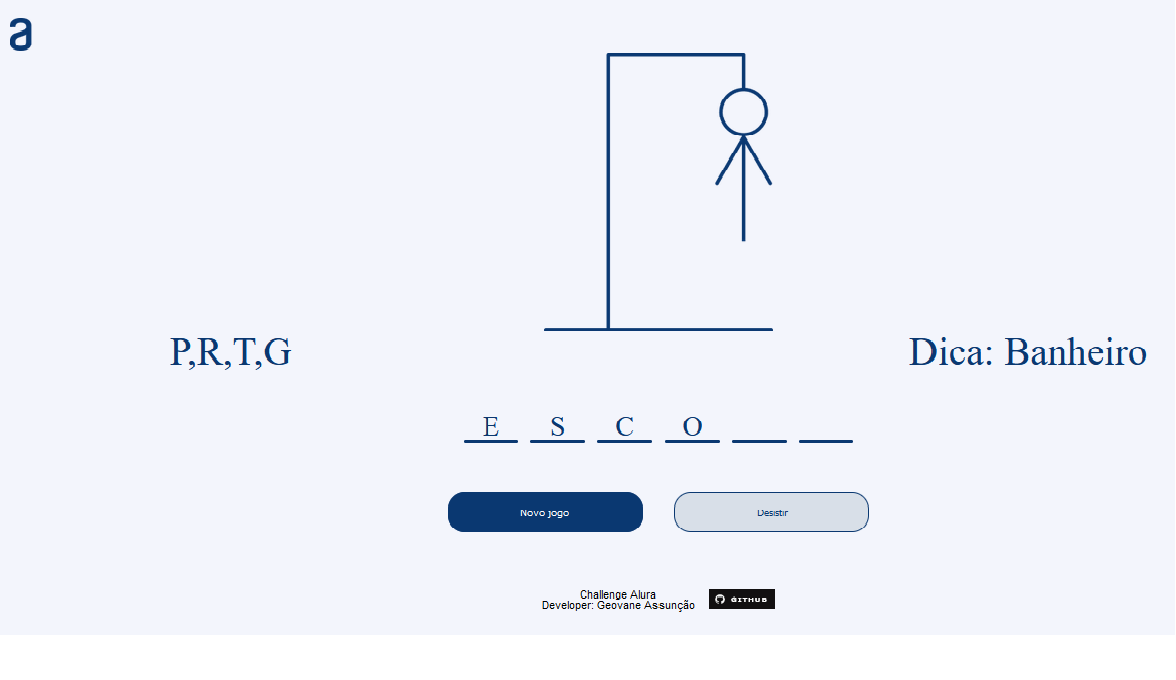 a
P,R,T,G
Dica: Banheiro
E S C O
Novo jogo
Desistir
Challenge Alura
Developer: Geovane Assunção
GITHUB